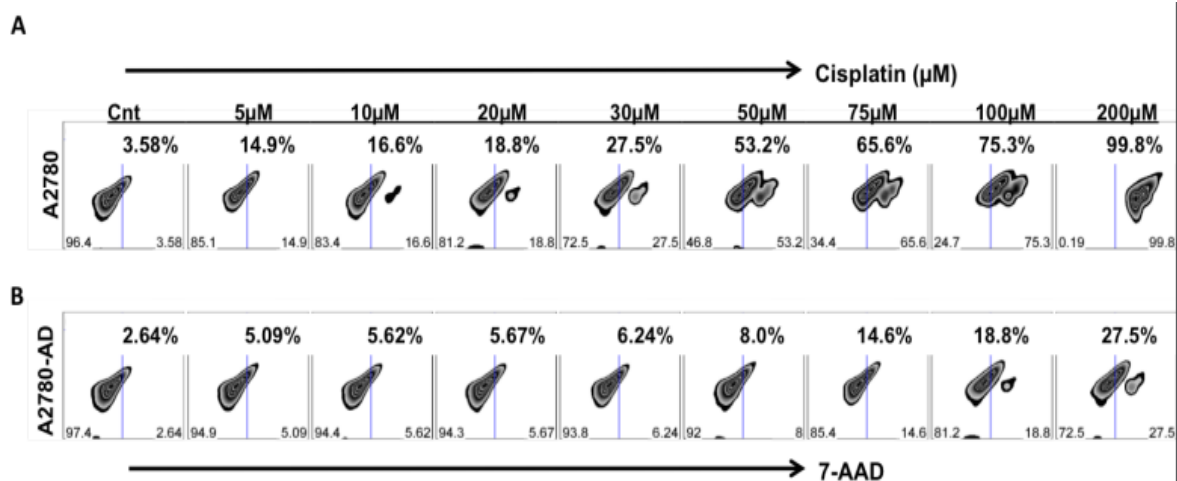 A
Cisplatin (µM)
Cnt 5µM 10µM 20µM 30µM 50µM 75µM 100µM 200µM
A2780
3.58% 14.9% 16.6% 18.8% 27.5% 53.2% 65.6% 75.3% 99.8%
96.4 3.58 85.1 14.9 83.4 16.6 81.2 18.8 72.5 27.5 46.8 53.2 34.4 65.6 24.7 75.3 0.19 99.8
B
A2780-AD
2.64% 5.09% 5.62% 5.67% 6.24% 8.0% 14.6% 18.8% 27.5%
97.4 2.64 94.9 5.09 94.4 5.62 94.3 5.67 93.8 6.24 92 8 85.4 14.6 81.2 18.8 72.5 27.5
7-AAD